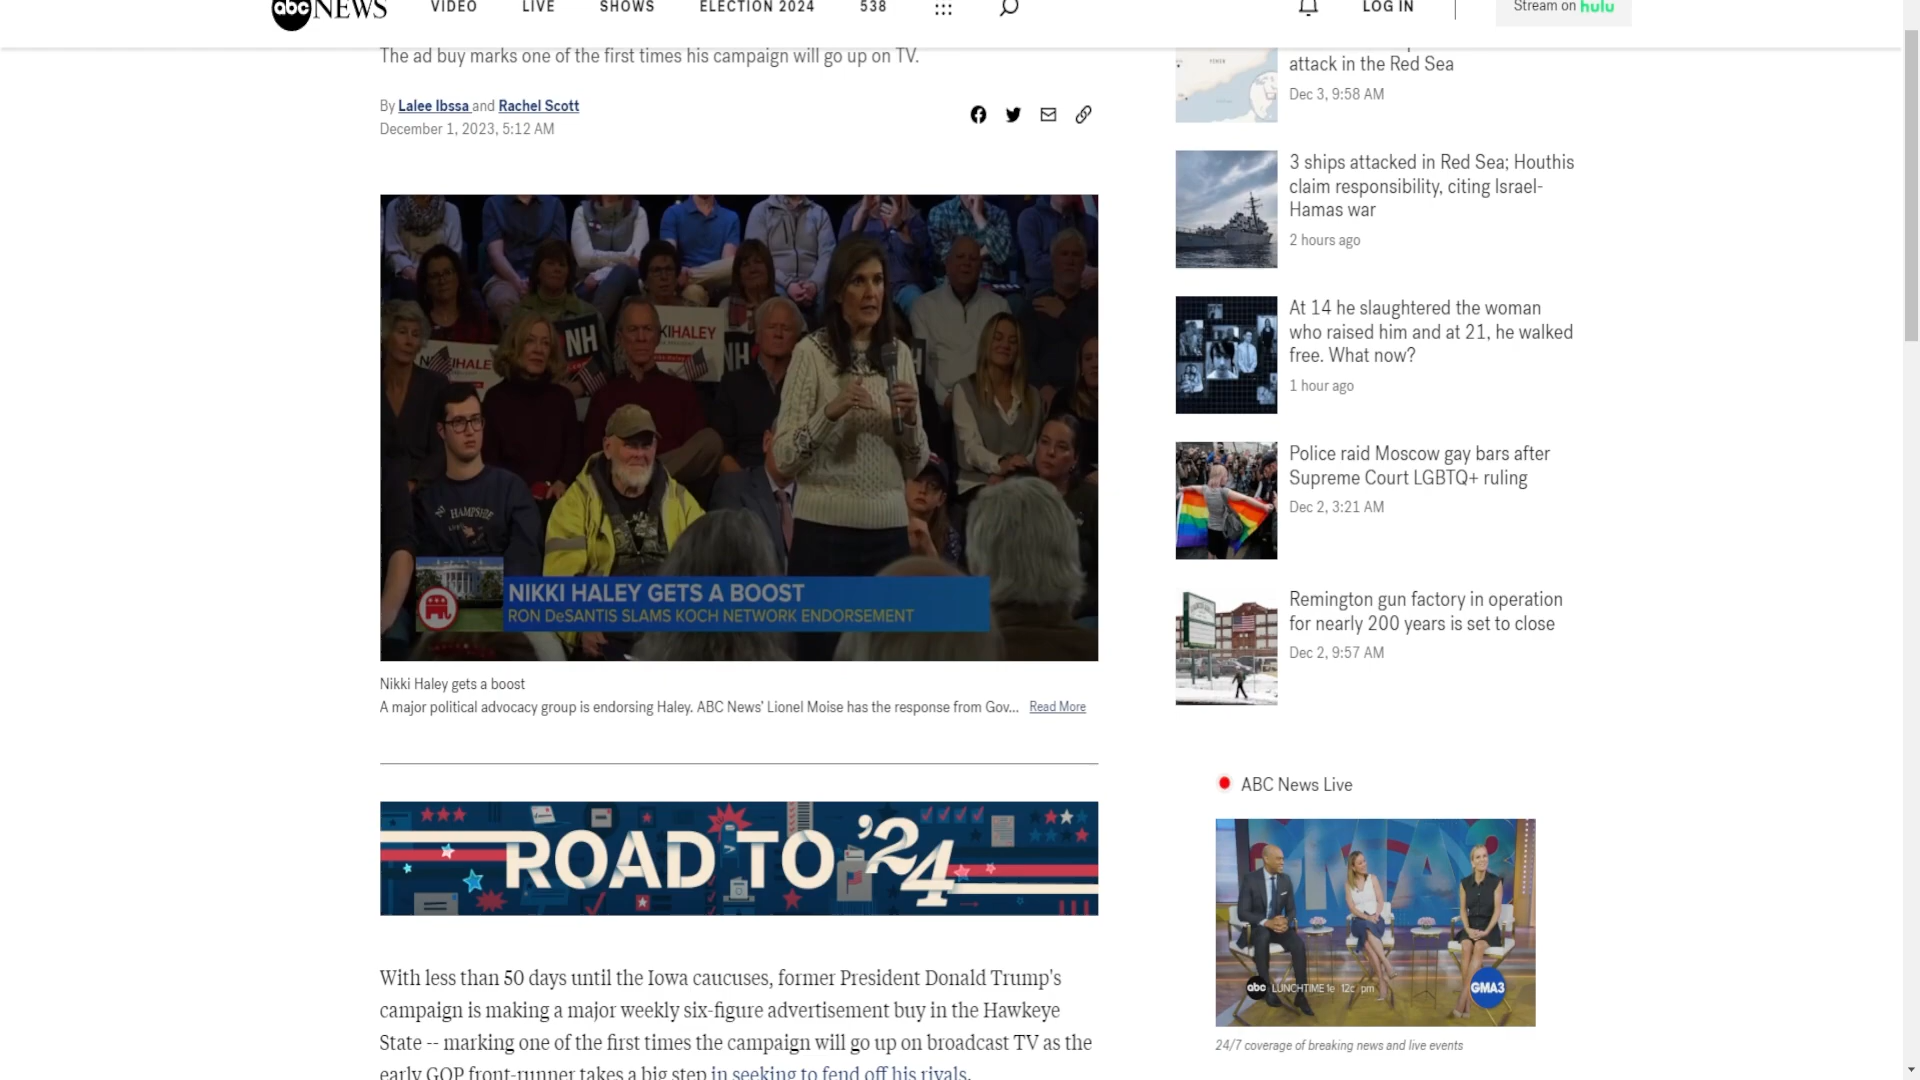 abc NEWS
VIDEO
LIVE
SHOWS
ELECTION 2024
538
LOG IN
Stream on hulu
The ad buy marks one of the first times his campaign will go up on TV.
By Lalee Ibssa and Rachel Scott
December 1, 2023, 5:12 AM
NH
KIHALEY
NH
HAMPSHIRE
NIKKI HALEY GETS A BOOST
RON DeSANTIS SLAMS KOCH NETWORK ENDORSEMENT
Nikki Haley gets a boost
A major political advocacy group is endorsing Haley. ABC News' Lionel Moise has the response from Gov... Read More
ROAD TO '24
With less than 50 days until the Iowa caucuses, former President Donald Trump's
campaign is making a major weekly six-figure advertisement buy in the Hawkeye
State -- marking one of the first times the campaign will go up on broadcast TV as the
early GOP front-runner takes a big step in seeking to fend off his rivals.
attack in the Red Sea
Dec 3, 9:58 AM
3 ships attacked in Red Sea; Houthis
claim responsibility, citing Israel-
Hamas war
2 hours ago
At 14 he slaughtered the woman
who raised him and at 21, he walked
free. What now?
1 hour ago
Police raid Moscow gay bars after
Supreme Court LGBTQ+ ruling
Dec 2, 3:21 AM
Remington gun factory in operation
for nearly 200 years is set to close
Dec 2, 9:57 AM
ABC News Live
GMA3
abc LUNCHTIME 1e 12c pm
GMA3
24/7 coverage of breaking news and live events